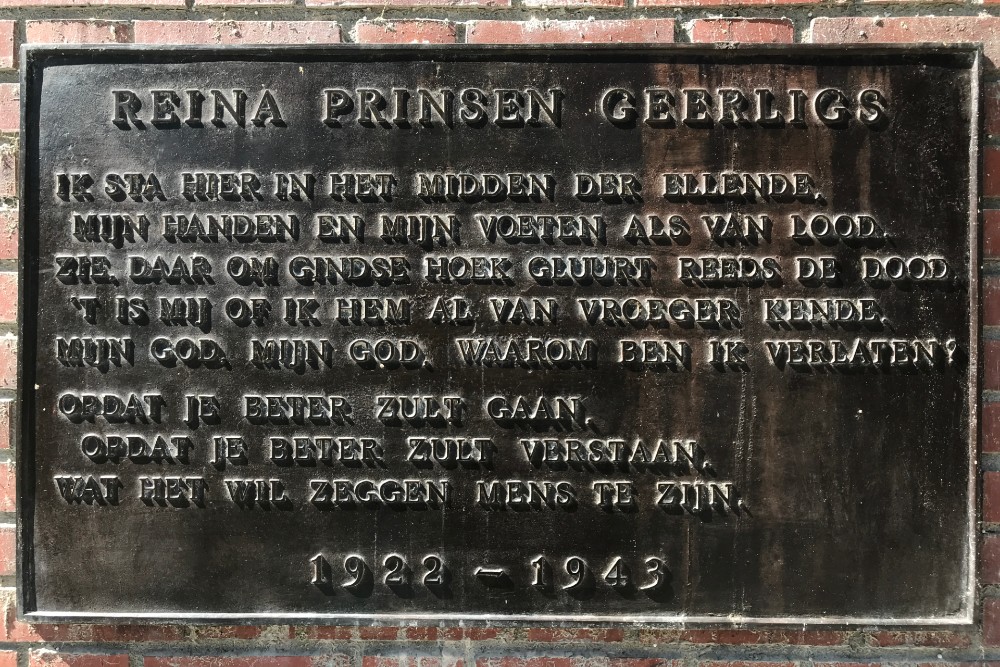 REINA PRINSEN GEERLIGS
IK STA HIER IN HET MIDDEN DER ELLENDE,
MIJN HANDEN EN MIJN VOETEN ALS VAN LOOD.
ZIE, DAAR OM GINDSE HOEK GLUURT REEDS DE DOOD,
'T IS MIJ OF IK HEM AL VAN VROEGER KENDE.
MIJN GOD, MIJN GOD, WAAROM BEN IK VERLATEN?
OPDAT JE BETER ZULT GAAN,
OPDAT JE BETER ZULT VERSTAAN,
WAT HET WIL ZEGGEN MENS TE ZIJN.
1922 - 1943